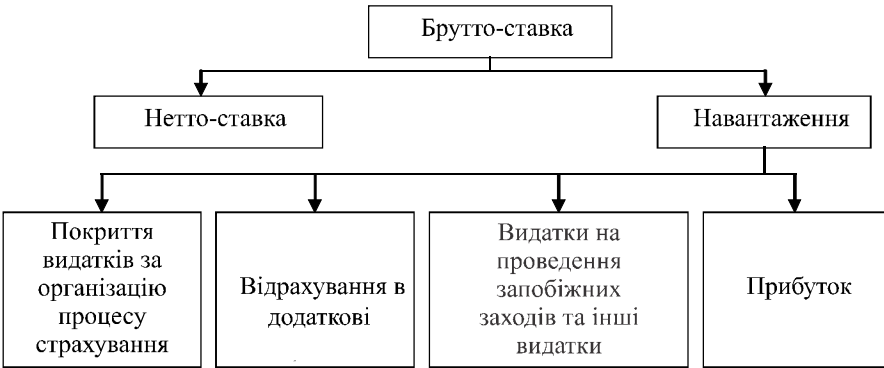 Брутто-ставка
Нетто-ставка
Навантаження
Покриття
видатків за
організацію
процесу
страхування
Відрахування в
додаткові
Видатки на
проведення
запобіжних
заходів та інші
видатки
Прибуток